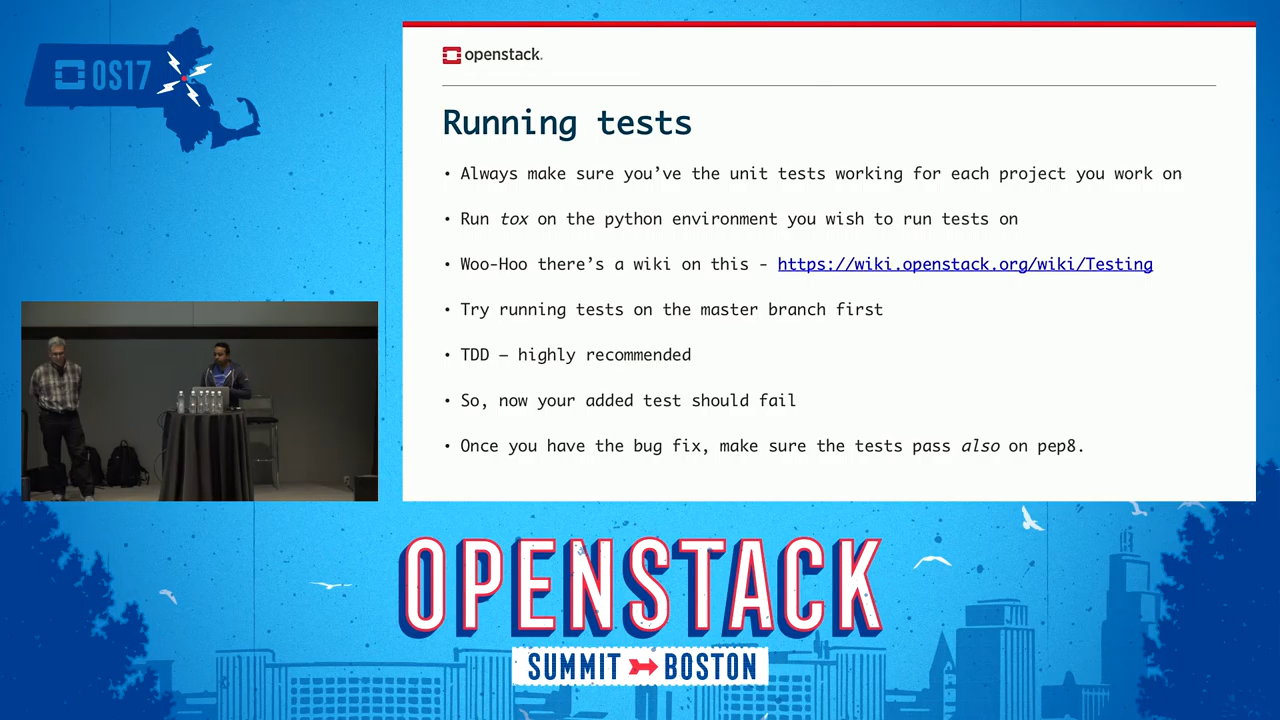 OS17
openstack.
Running tests
• Always make sure you’ve the unit tests working for each project you work on
• Run tox on the python environment you wish to run tests on
• Woo-Hoo there’s a wiki on this - https://wiki.openstack.org/wiki/Testing
• Try running tests on the master branch first
• TDD – highly recommended
• So, now your added test should fail
• Once you have the bug fix, make sure the tests pass also on pep8.
OPENSTACK
SUMMIT BOSTON